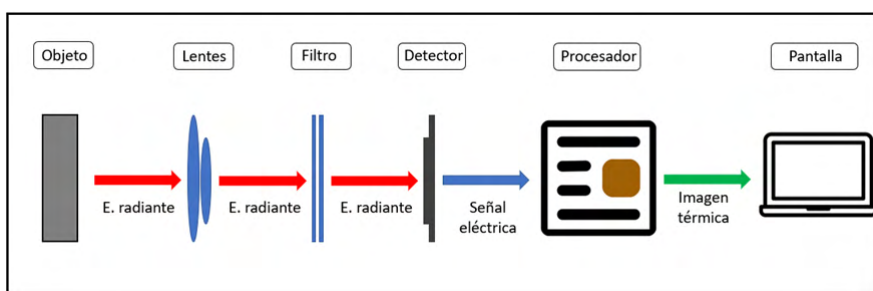 Objeto
Lentes
Filtro
Detector
Procesador
Pantalla
E. radiante
E. radiante
E. radiante
Señal
eléctrica
Imagen
térmica